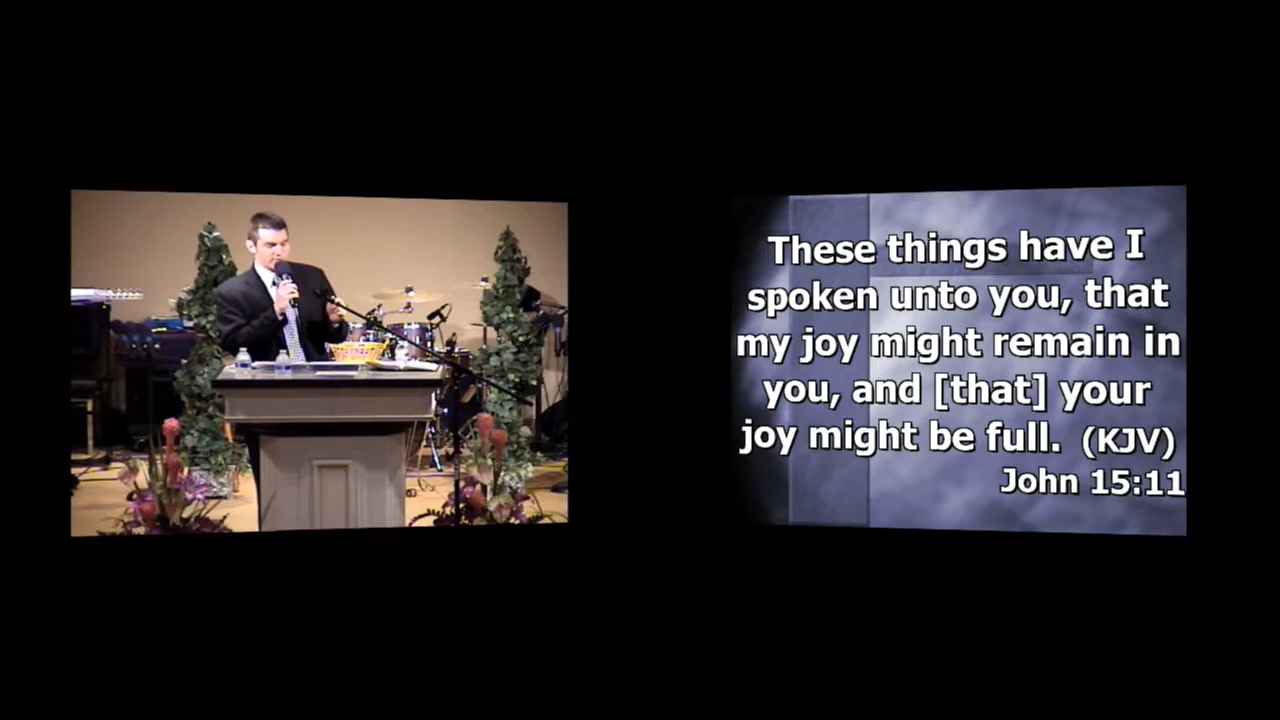 These things have I
spoken unto you, that
my joy might remain in
you, and [that] your
joy might be full. (KJV)
John 15:11